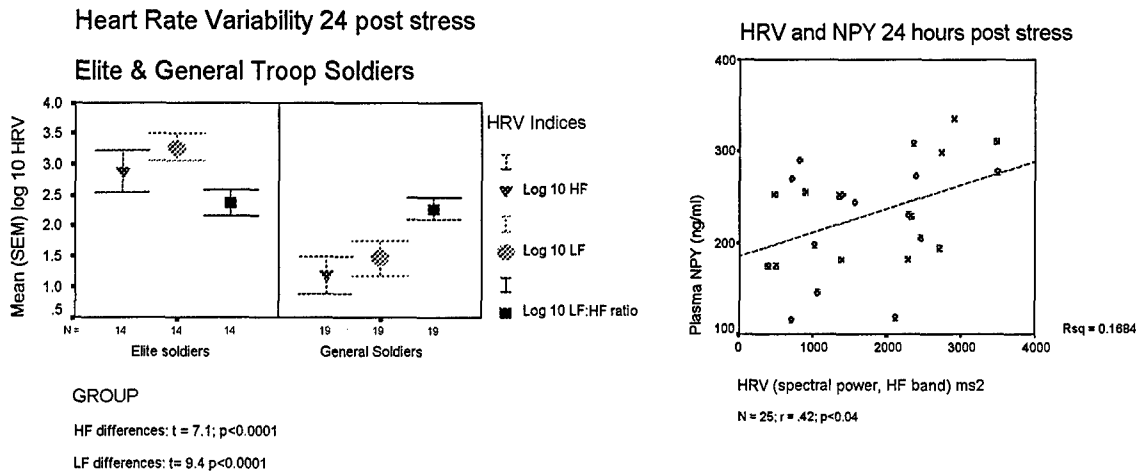 Heart Rate Variability 24 post stress
Elite & General Troop Soldiers
Mean (SEM) log 10 HRV
4.0
3.5
3.0
2.5
2.0
1.5
1.0
.5
N = 14 14 14 19 19 19
Elite soldiers General Soldiers
HRV Indices
Log 10 HF
Log 10 LF
Log 10 LF:HF ratio
GROUP
HF differences: t = 7.1; p<0.0001
LF differences: t= 9.4 p<0.0001
HRV and NPY 24 hours post stress
Plasma NPY (ng/ml)
400
300
200
100
0 1000 2000 3000 4000
Rsq = 0.1684
HRV (spectral power, HF band) ms2
N = 25; r = .42; p<0.04